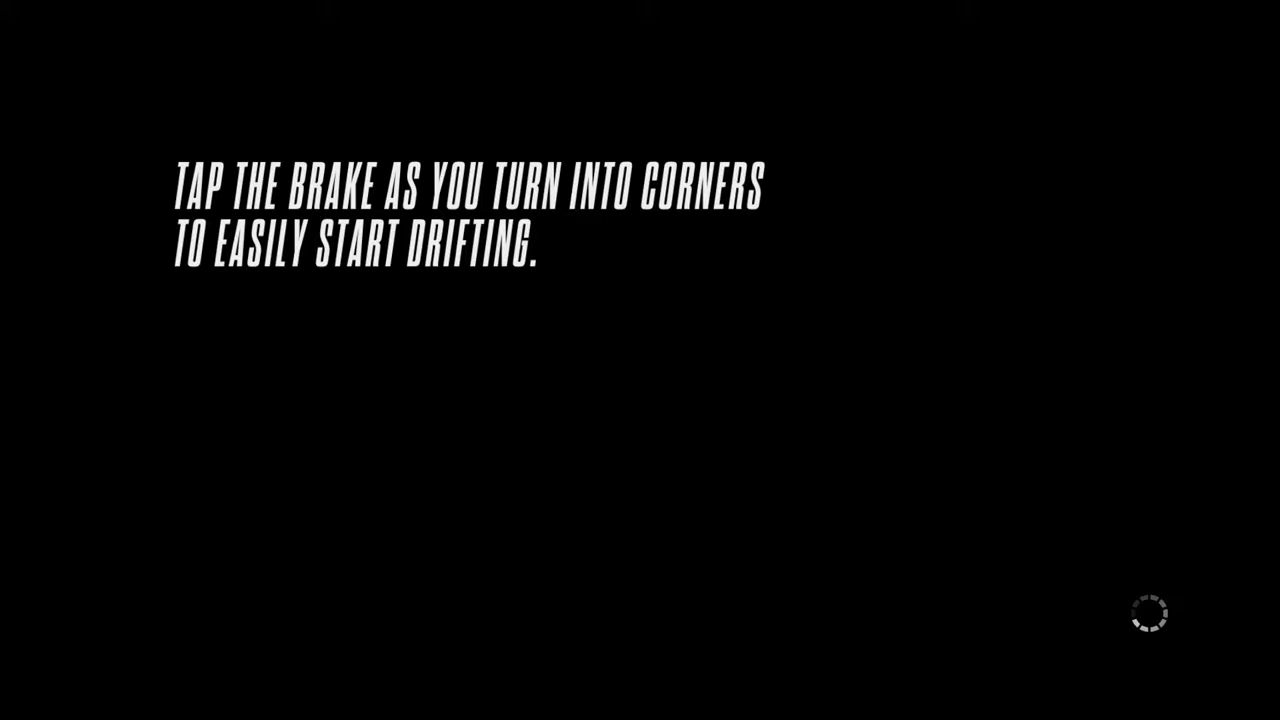 TAP THE BRAKE AS YOU TURN INTO CORNERS
TO EASILY START DRIFTING.